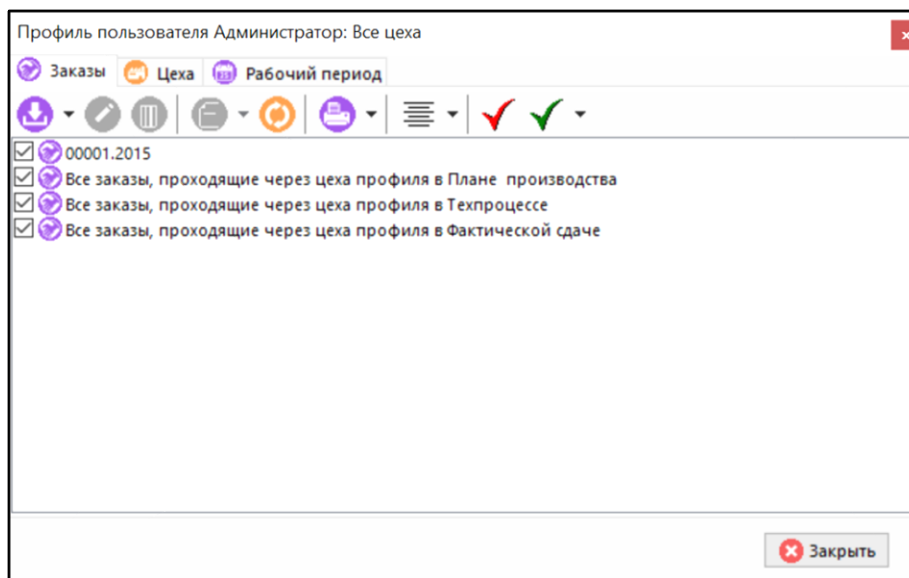 Профиль пользователя Администратор: Все цеха
Заказы Цеха Рабочий период
00001.2015
Все заказы, проходящие через цеха профиля в Плане производства
Все заказы, проходящие через цеха профиля в Техпроцессе
Все заказы, проходящие через цеха профиля в Фактической сдаче
Закрыть